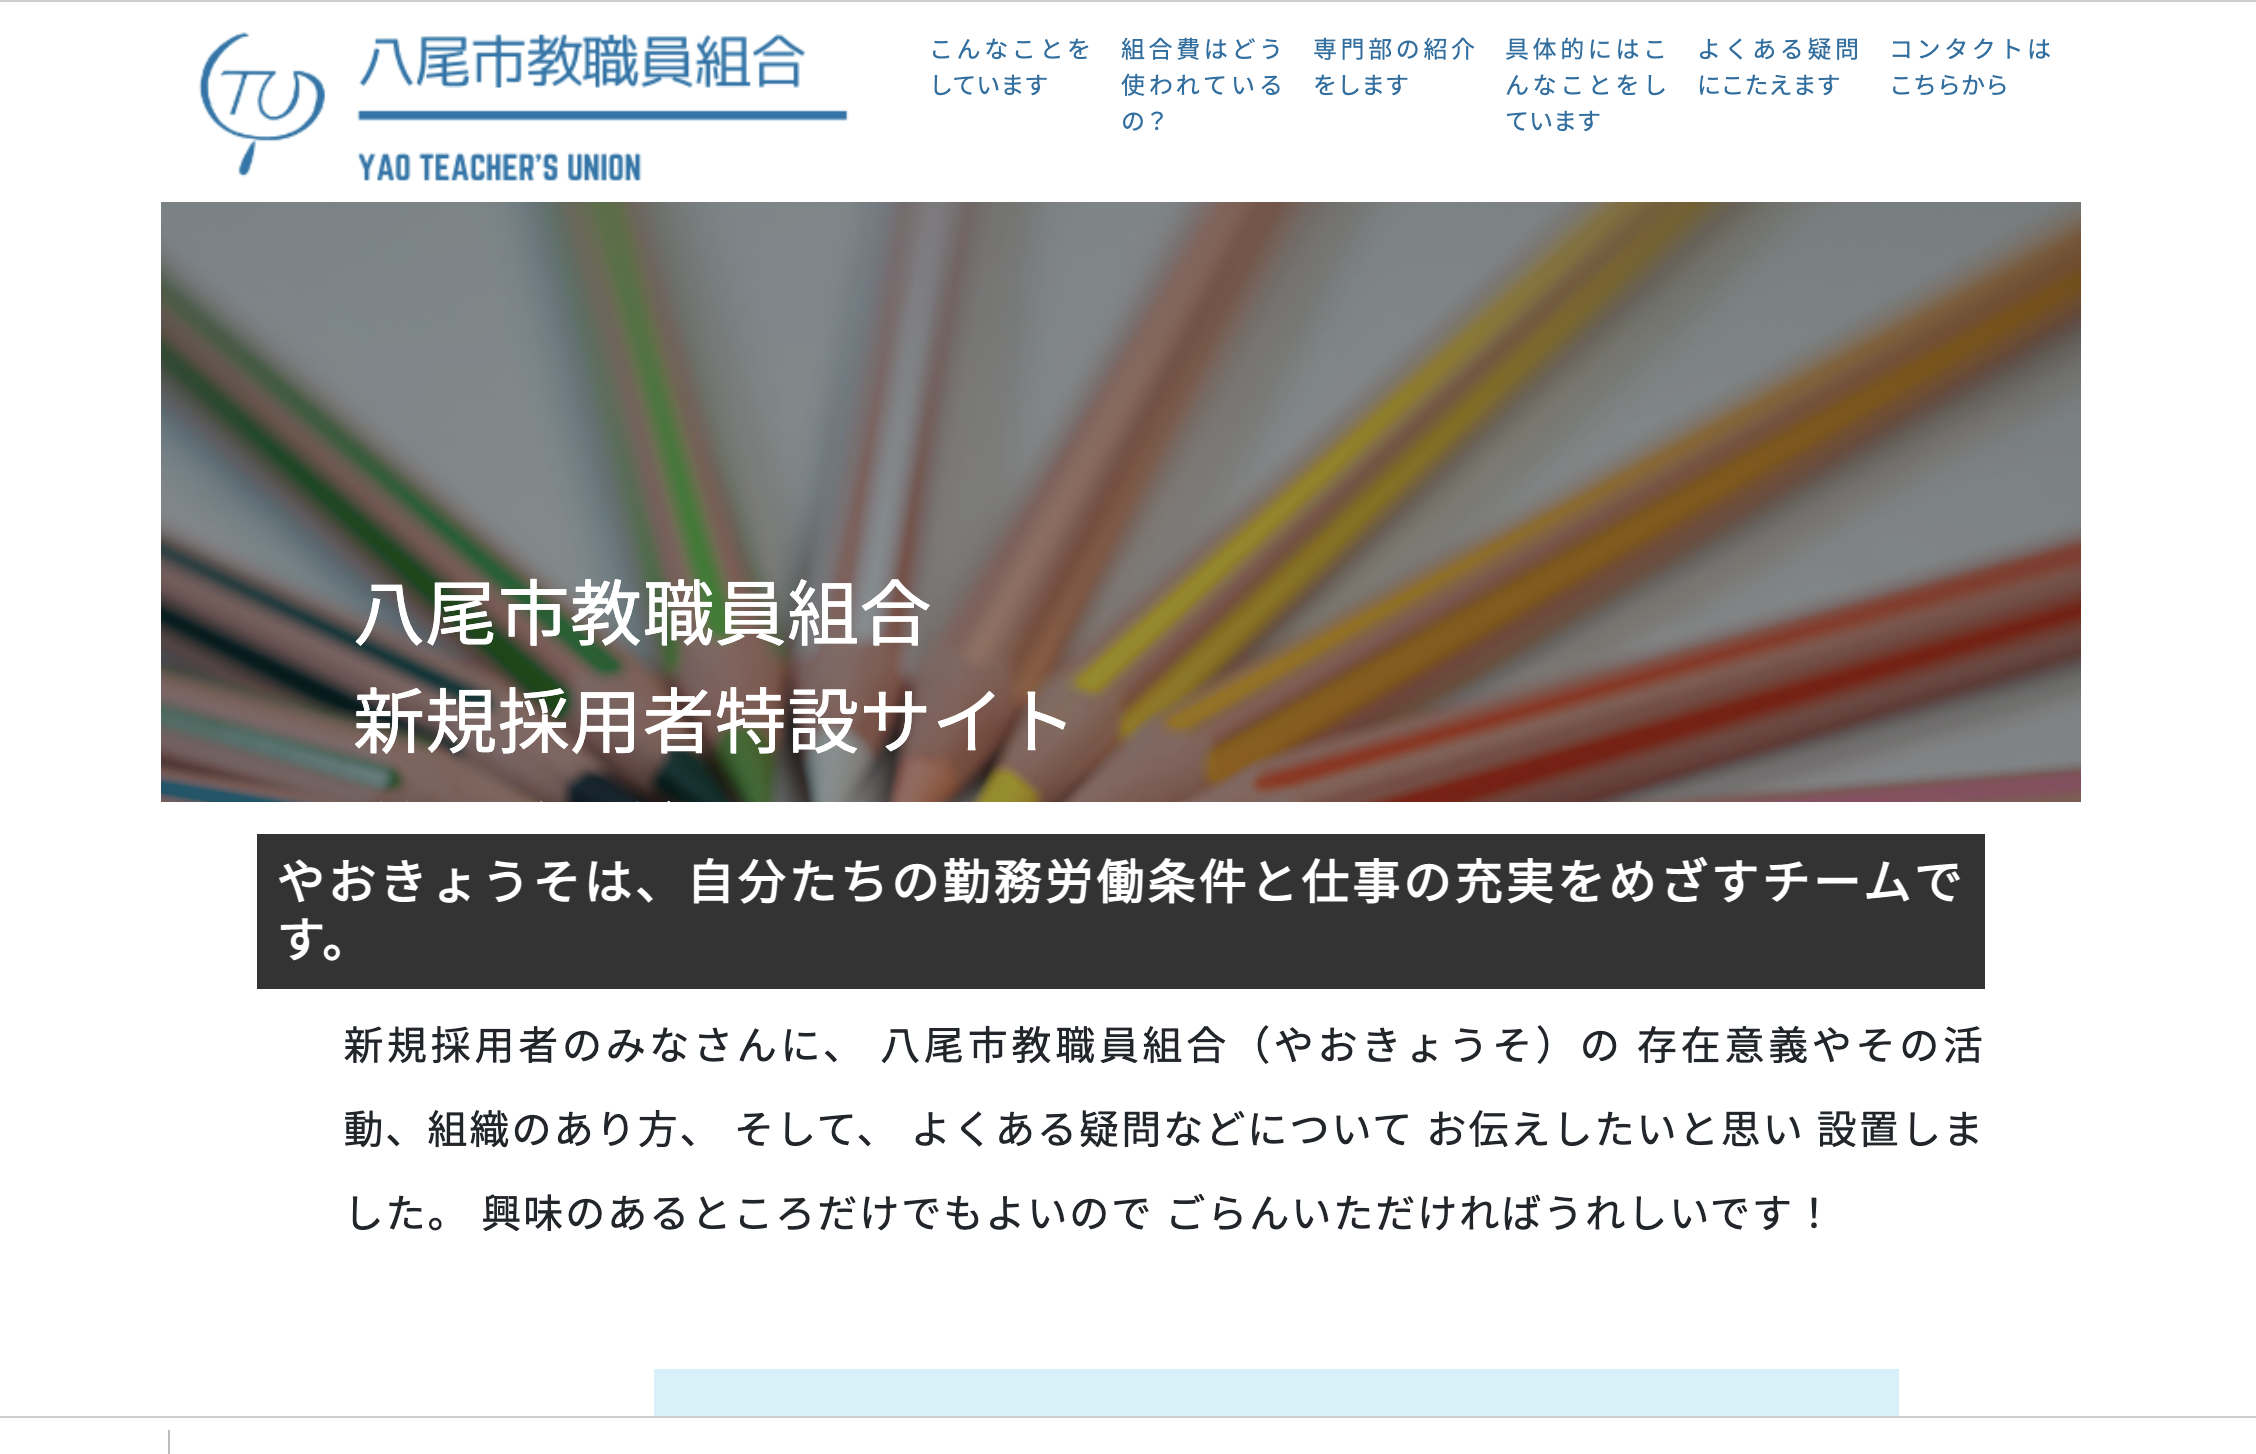 TU
八尾市教職員組合
YAO TEACHER'S UNION
こんなことを
しています
組合費はどう
使われている
の？
専門部の紹介
をします
具体的にはこ
んなことをし
ています
よくある疑問
にこたえます
コンタクトは
こちらから
八尾市教職員組合
新規採用者特設サイト
やおきょうそは、自分たちの勤務労働条件と仕事の充実をめざすチームで
す。
新規採用者のみなさんに、 八尾市教職員組合（やおきょうそ）の 存在意義やその活
動、組織のあり方、 そして、 よくある疑問などについて お伝えしたいと思い 設置しま
した。 興味のあるところだけでもよいので ごらんいただければうれしいです！